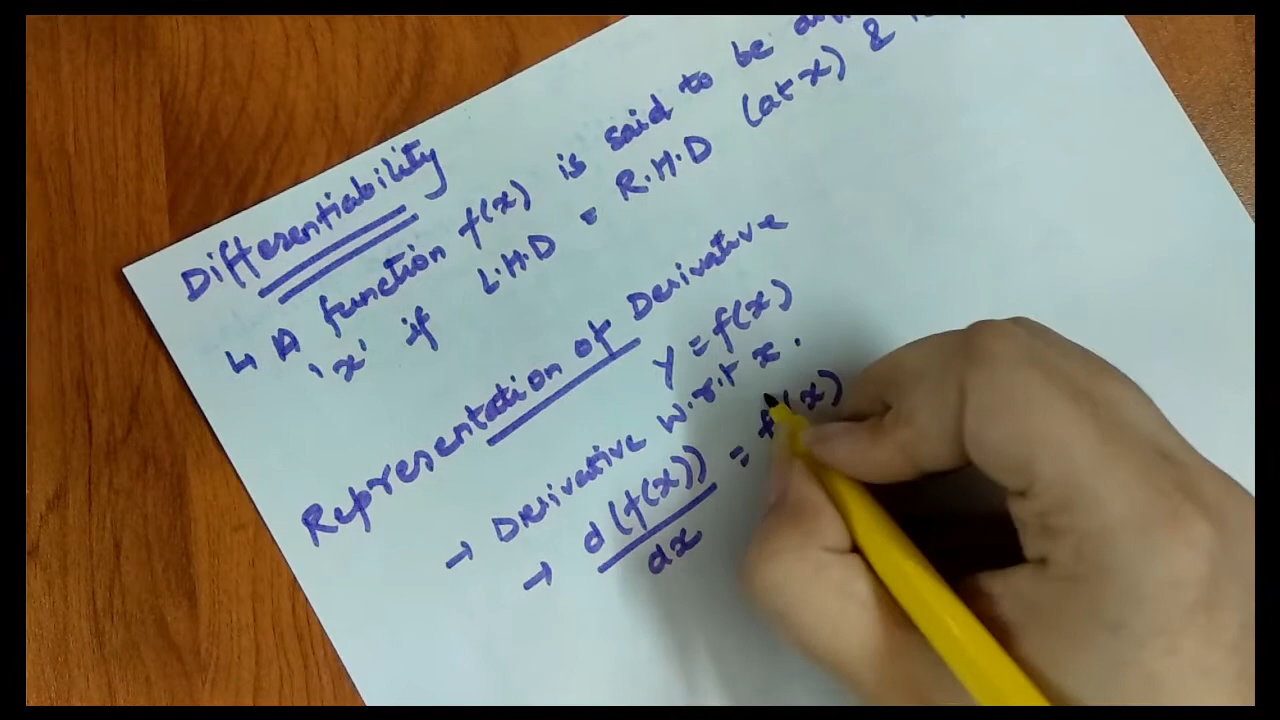 Differentiability
↳ A function f(x) is said to be
'x' if L.H.D = R.H.D (at x) &
Representation of Derivative
y = f(x)
→ Derivative w.r.t x.
→ d(f(x))/dx = f(x)